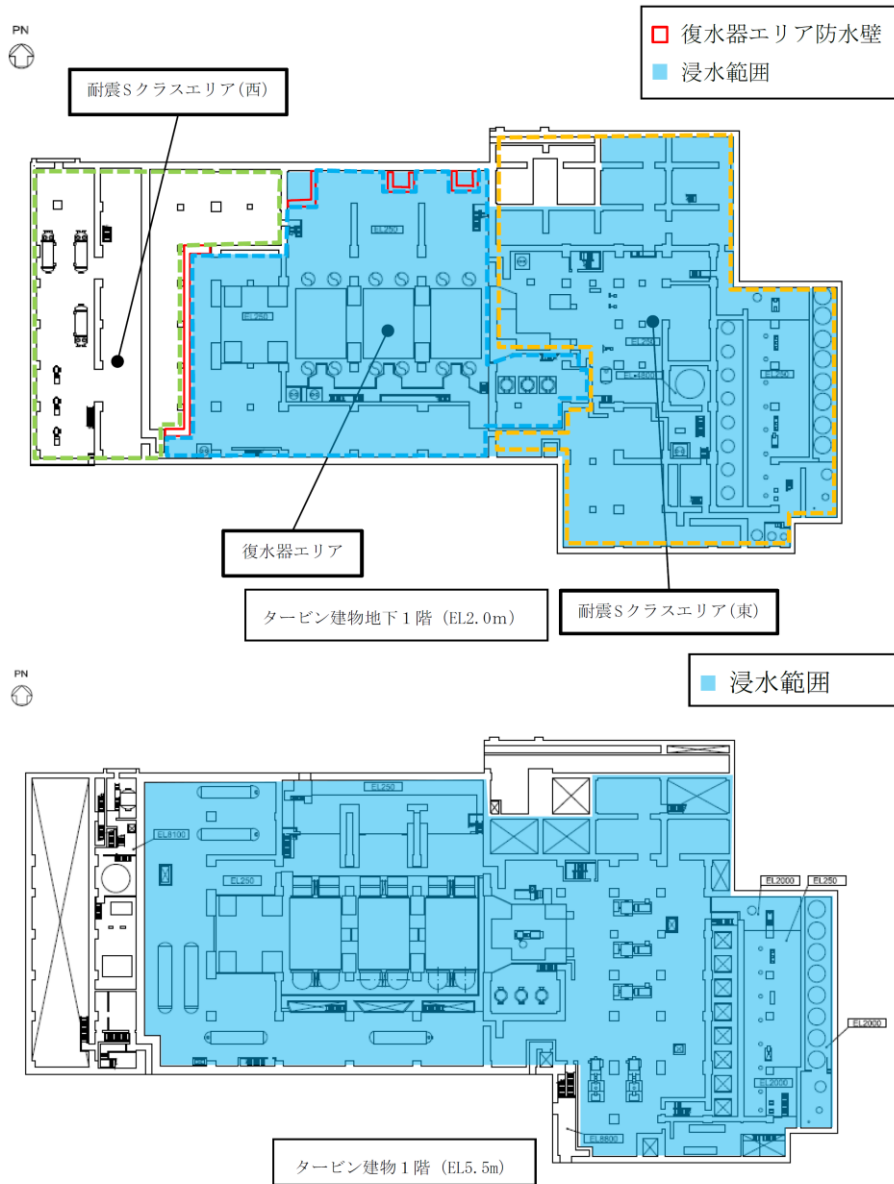 PN
復水器エリア防水壁
浸水範囲
耐震Sクラスエリア(西)
EL250
EL250
EL250
EL250
復水器エリア
耐震Sクラスエリア(東)
タービン建物地下1階（EL2.0m）
PN
浸水範囲
EL250
EL8100
EL250
EL2000
EL250
EL2000
EL2000
EL8800
タービン建物1階（EL5.5m）